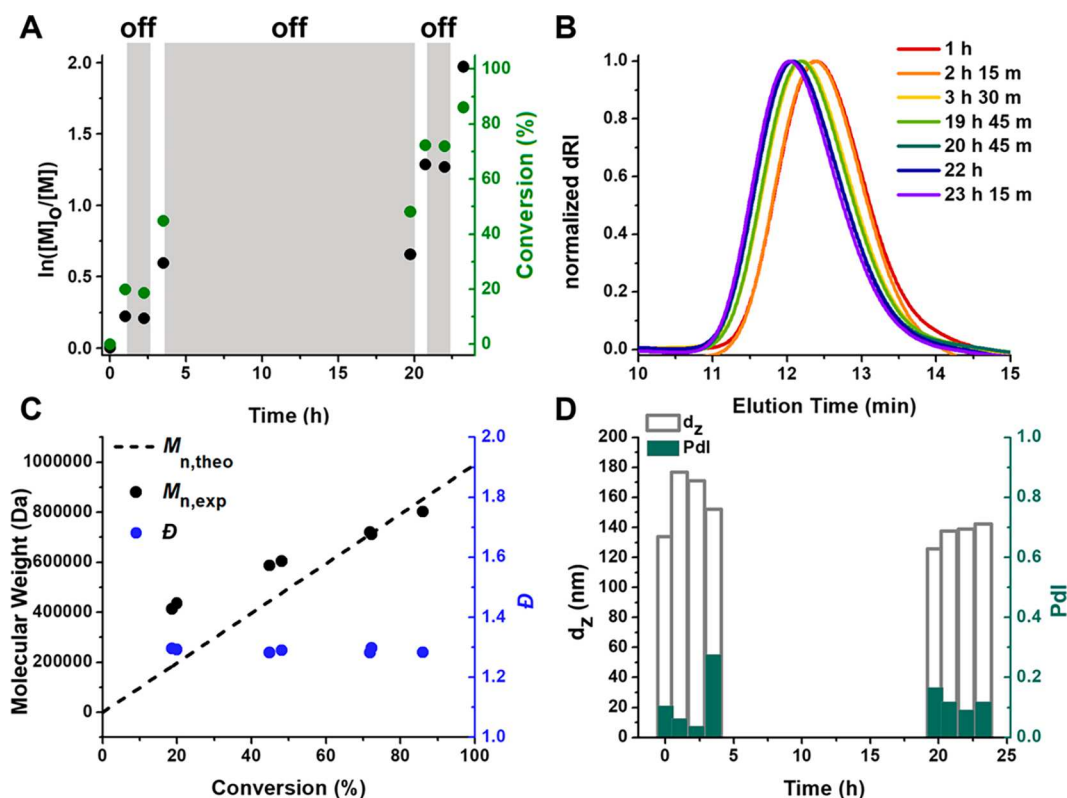 A
off
off
off
2.0
1.5
1.0
0.5
0.0
ln([M]o/[M]
100
80
60
40
20
0
Conversion (%)
0
5
10
15
20
Time (h)
B
1 h
2 h 15 m
3 h 30 m
19 h 45 m
20 h 45 m
22 h
23 h 15 m
1.0
0.8
0.6
0.4
0.2
0.0
normalized dRI
10
11
12
13
14
15
Elution Time (min)
C
Mn,theo
Mn,exp
Đ
1000000
800000
600000
400000
200000
0
Molecular Weight (Da)
2.0
1.8
1.6
1.4
1.2
1.0
Đ
0
20
40
60
80
100
Conversion (%)
D
dz
PdI
200
180
160
140
120
100
80
60
40
20
0
dz (nm)
1.0
0.8
0.6
0.4
0.2
0.0
PdI
0
5
10
15
20
25
Time (h)